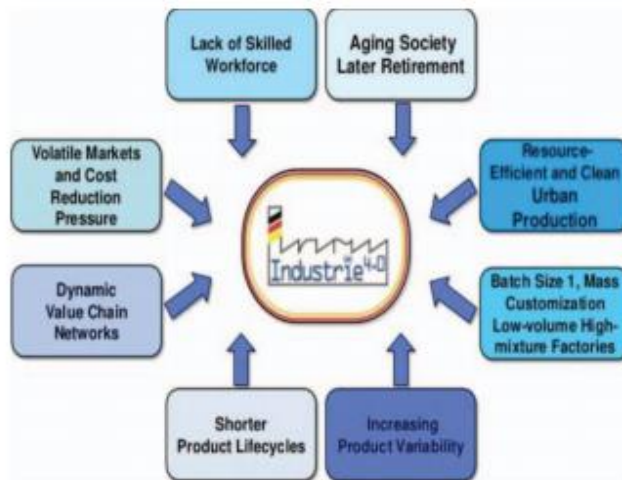 Lack of Skilled
Workforce
Aging Society
Later Retirement
Volatile Markets
and Cost
Reduction
Pressure
Resource-
Efficient and Clean
Urban
Production
Industrie 4.0
Dynamic
Value Chain
Networks
Batch Size 1, Mass
Customization
Low-volume High-
mixture Factories
Shorter
Product Lifecycles
Increasing
Product Variability